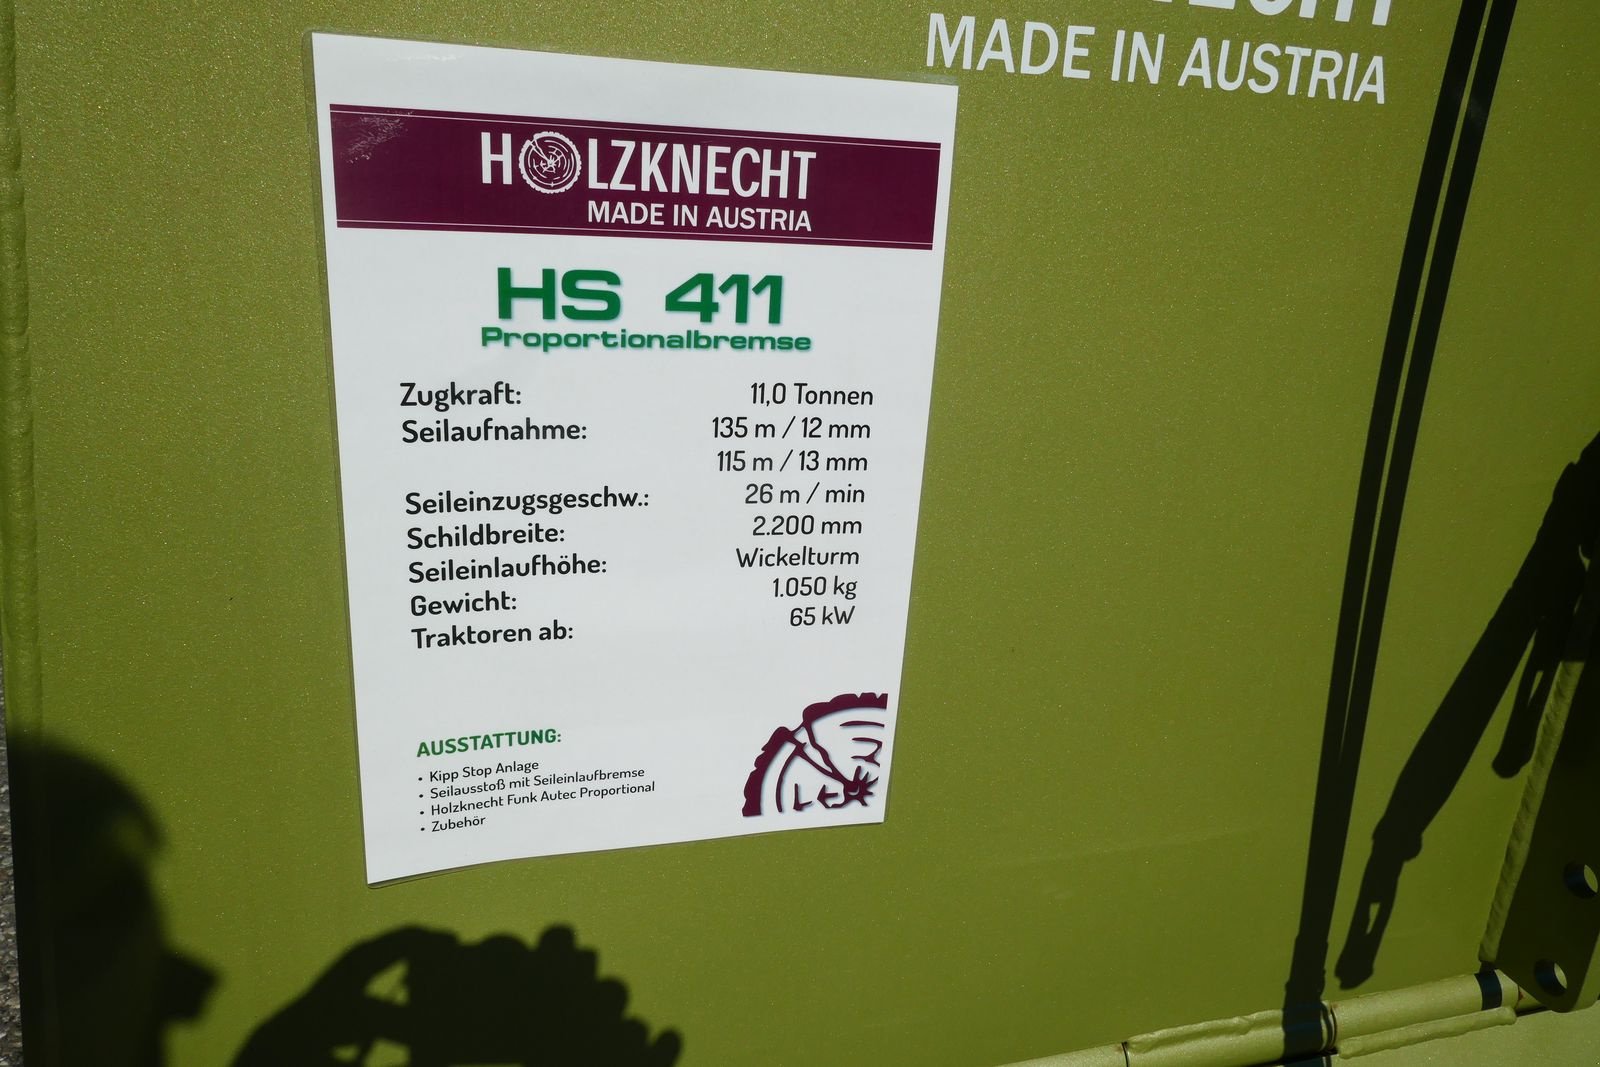 MADE IN AUSTRIA
HOLZKNECHT
MADE IN AUSTRIA
HS 411
Proportionalbremse
Zugkraft: 11,0 Tonnen
Seilaufnahme: 135 m / 12 mm
115 m / 13 mm
Seileinzugsgeschw.: 26 m / min
Schildbreite: 2.200 mm
Seileinlaufhöhe: Wickelturm
Gewicht: 1.050 kg
Traktoren ab: 65 kW
AUSSTATTUNG:
• Kipp Stop Anlage
• Seilausstoß mit Seileinlaufbremse
• Holzknecht Funk Autec Proportional
• Zubehör